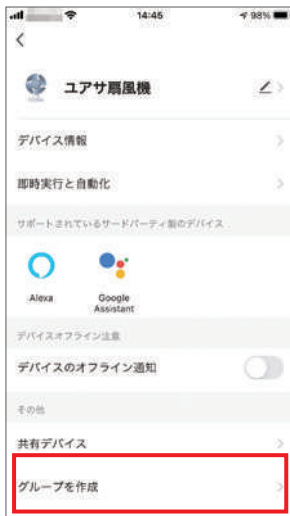 14:45
98%
ユアサ扇風機
デバイス情報
即時実行と自動化
サポートされているサードパーティ製のデバイス
Alexa
Google
Assistant
デバイスオフライン注意
デバイスのオフライン通知
その他
共有デバイス
グループを作成